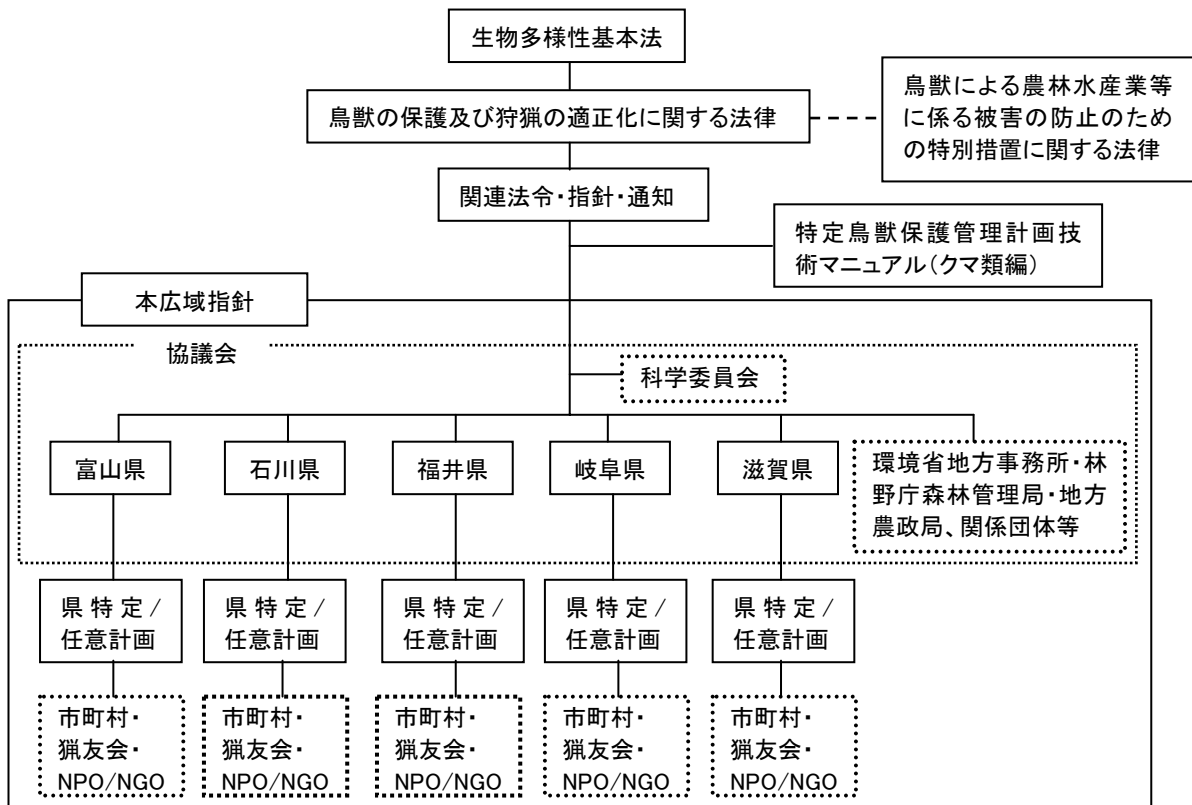 生物多様性基本法
鳥獣の保護及び狩猟の適正化に関する法律
鳥獣による農林水産業等
に係る被害の防止のため
の特別措置に関する法律
関連法令・指針・通知
特定鳥獣保護管理計画技
術マニュアル(クマ類編)
本広域指針
協議会
科学委員会
富山県
石川県
福井県
岐阜県
滋賀県
環境省地方事務所・林
野庁森林管理局・地方
農政局、関係団体等
県特定/
任意計画
県特定/
任意計画
県特定/
任意計画
県特定/
任意計画
県特定/
任意計画
市町村・
猟友会・
NPO/NGO
市町村・
猟友会・
NPO/NGO
市町村・
猟友会・
NPO/NGO
市町村・
猟友会・
NPO/NGO
市町村・
猟友会・
NPO/NGO